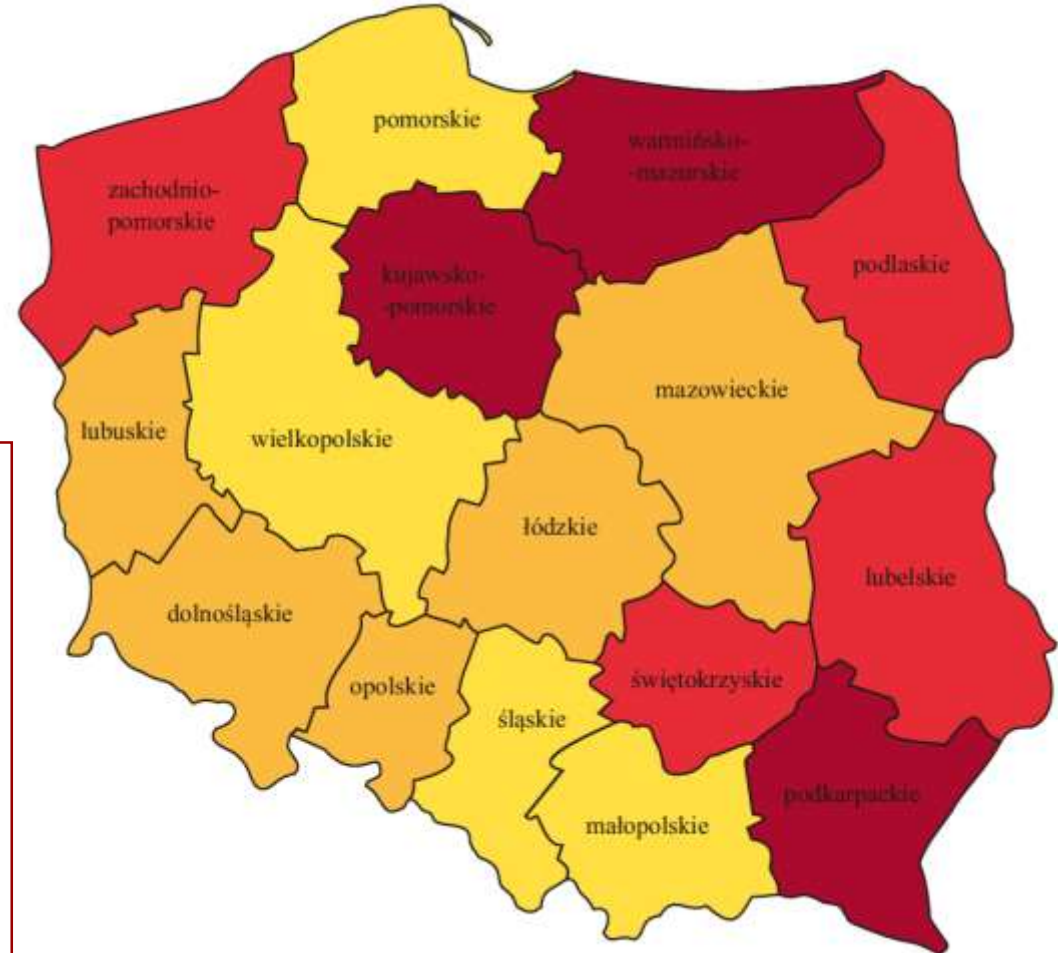 pomorskie
warmińsko-
-mazurskie
zachodnio-
pomorskie
podlaskie
kujawsko-
-pomorskie
mazowieckie
lubuskie
wielkopolskie
łódzkie
lubelskie
dolnośląskie
opolskie
świętokrzyskie
śląskie
podkarpackie
małopolskie